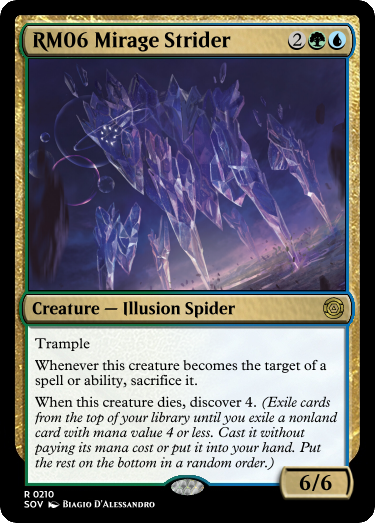 RM06 Mirage Strider 2
Creature — Illusion Spider
Trample
Whenever this creature becomes the target of a
spell or ability, sacrifice it.
When this creature dies, discover 4. (Exile cards
from the top of your library until you exile a nonland
card with mana value 4 or less. Cast it without
paying its mana cost or put it into your hand. Put
the rest on the bottom in a random order.)
6/6
R 0210
SOV Biagio D'Alessandro